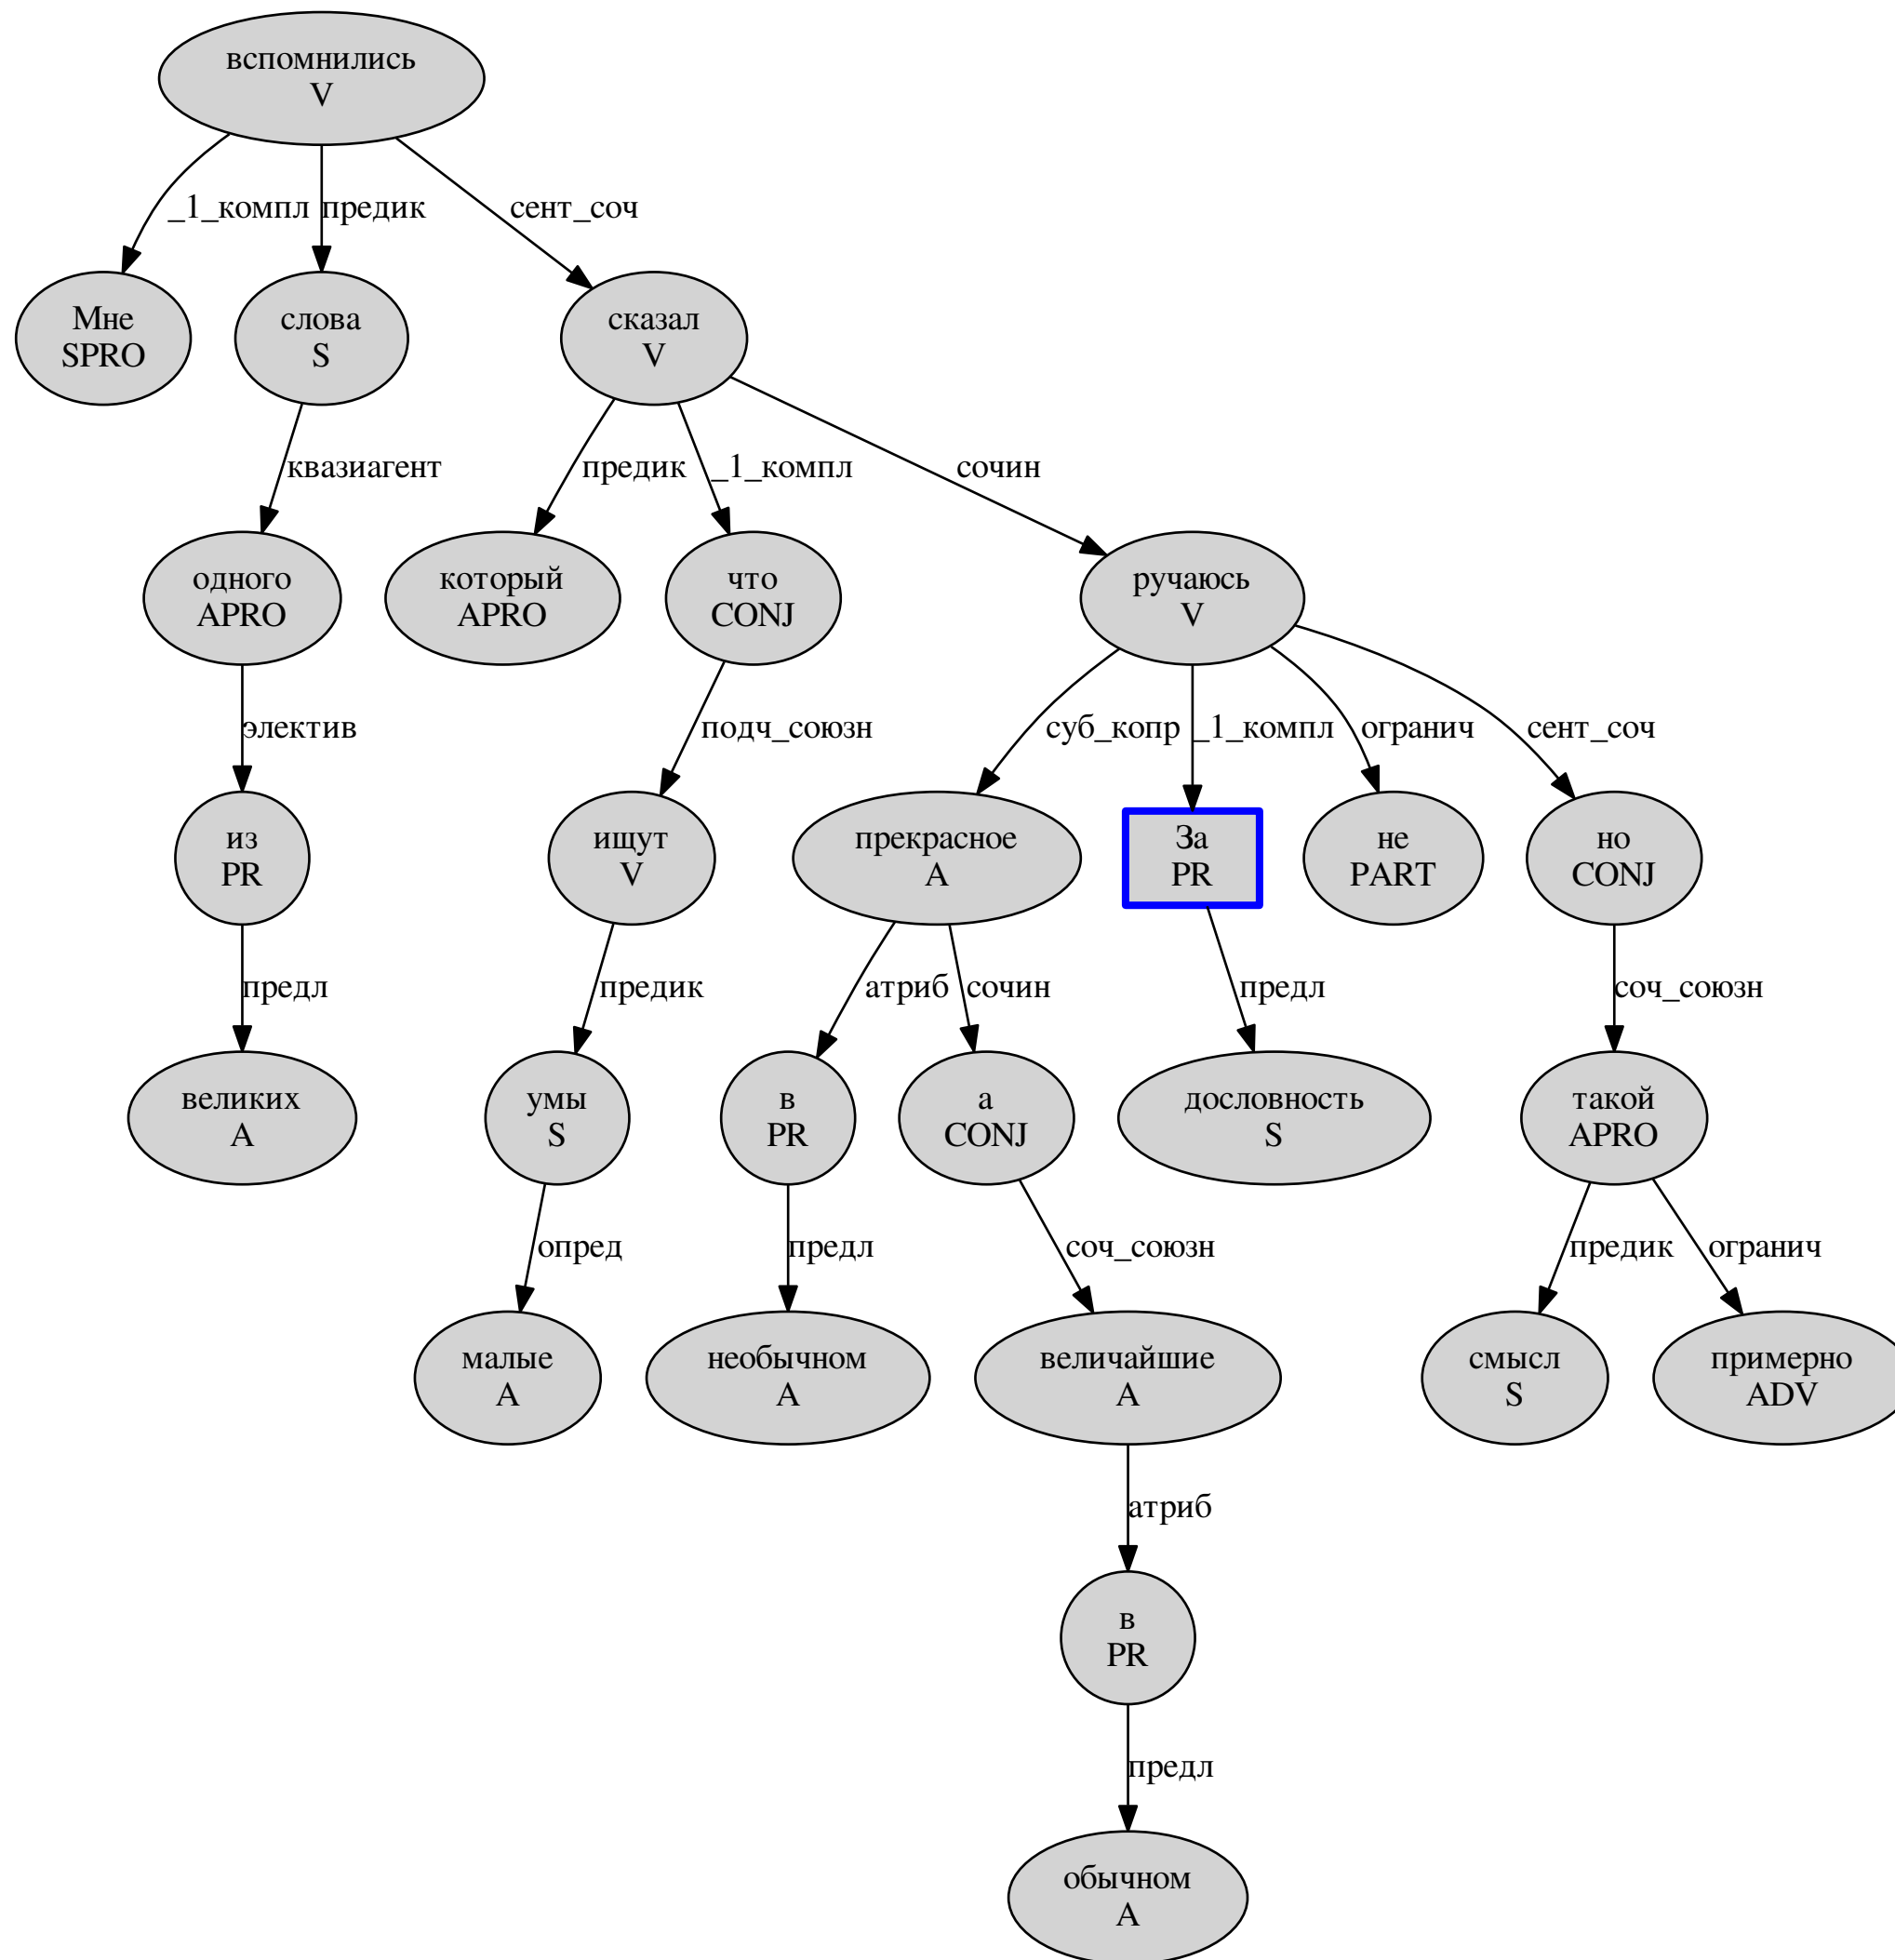 вспомнились
V
_1_компл
предик
сент_соч
Мне
SPRO
слова
S
сказал
V
квазиагент
предик
_1_компл
сочин
одного
APRO
который
APRO
что
CONJ
ручаюсь
V
электив
подч_союзн
суб_копр
_1_компл
огранич
сент_соч
из
PR
ищут
V
прекрасное
A
За
PR
не
PART
но
CONJ
предл
предик
атриб
сочин
предл
соч_союзн
великих
A
умы
S
в
PR
а
CONJ
дословность
S
такой
APRO
опред
предл
соч_союзн
предик
огранич
малые
A
необычном
A
величайшие
A
смысл
S
примерно
ADV
атриб
в
PR
предл
обычном
A